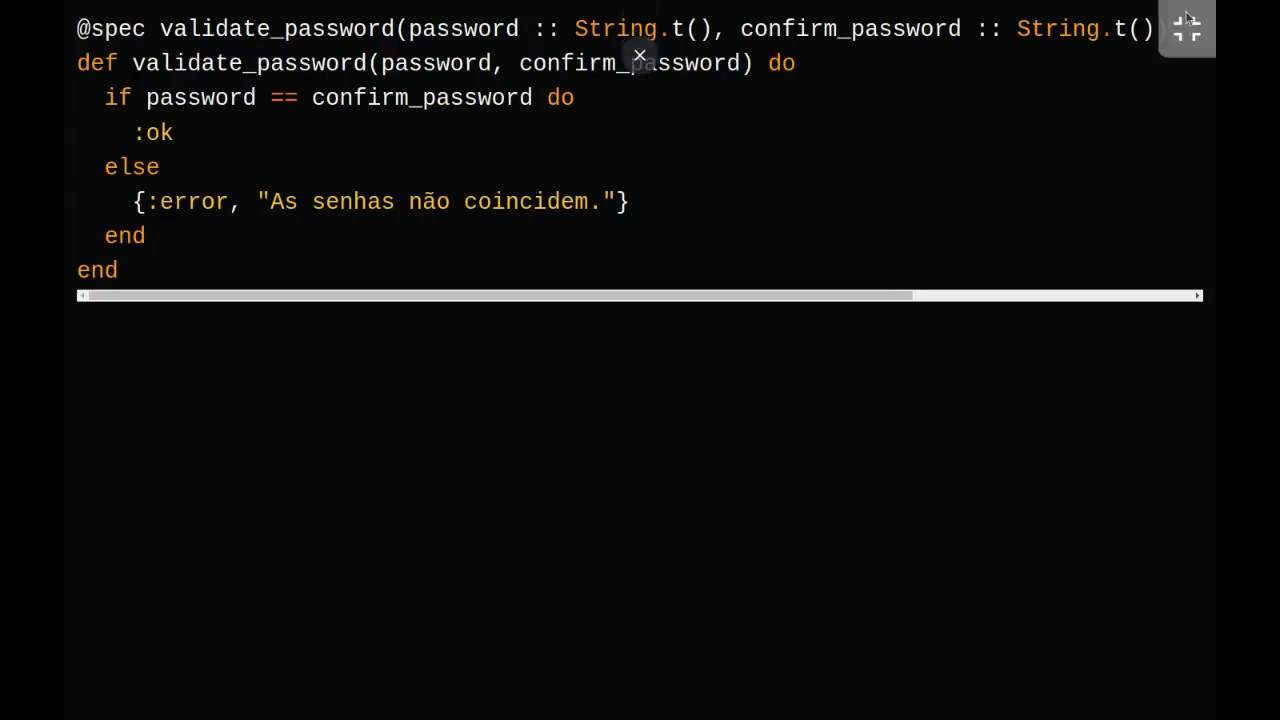 @spec validate_password(password :: String.t(), confirm_password :: String.t()
def validate_password(password, confirm_password) do
  if password == confirm_password do
    :ok
  else
    {:error, "As senhas não coincidem."}
  end
end